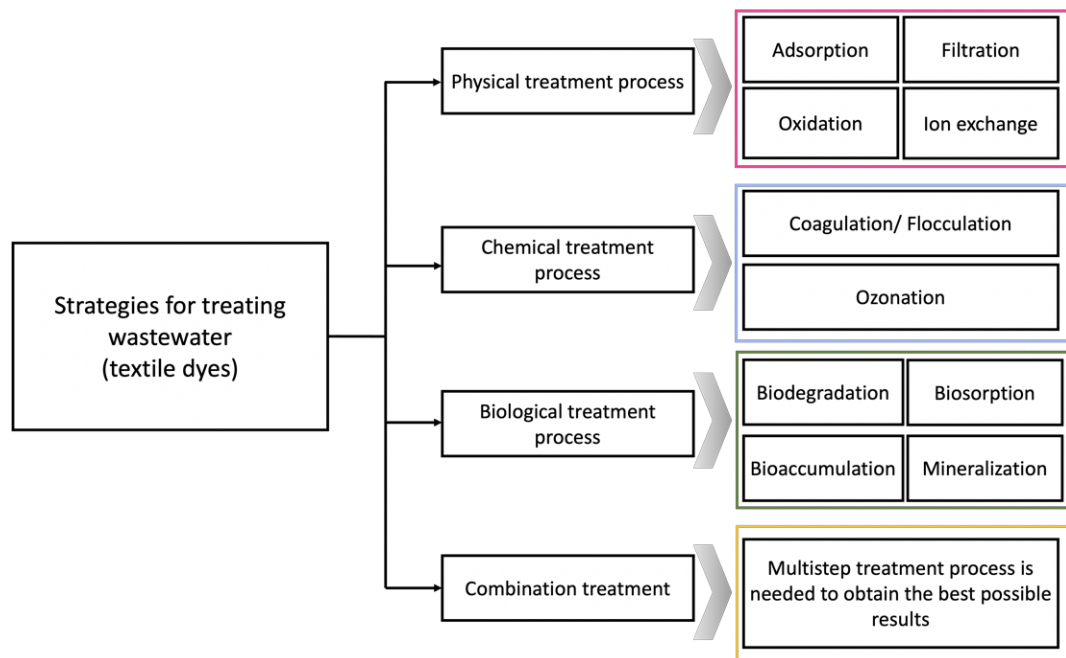 Strategies for treating
wastewater
(textile dyes)
Physical treatment process
Adsorption
Filtration
Oxidation
Ion exchange
Chemical treatment
process
Coagulation/ Flocculation
Ozonation
Biological treatment
process
Biodegradation
Biosorption
Bioaccumulation
Mineralization
Combination treatment
Multistep treatment process is
needed to obtain the best possible
results